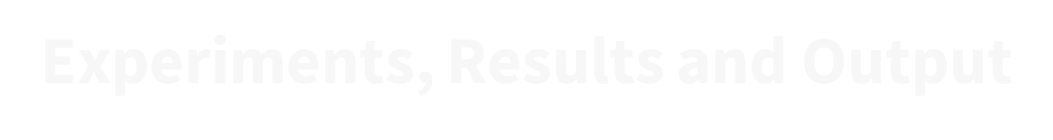 Experiments, Results and Output